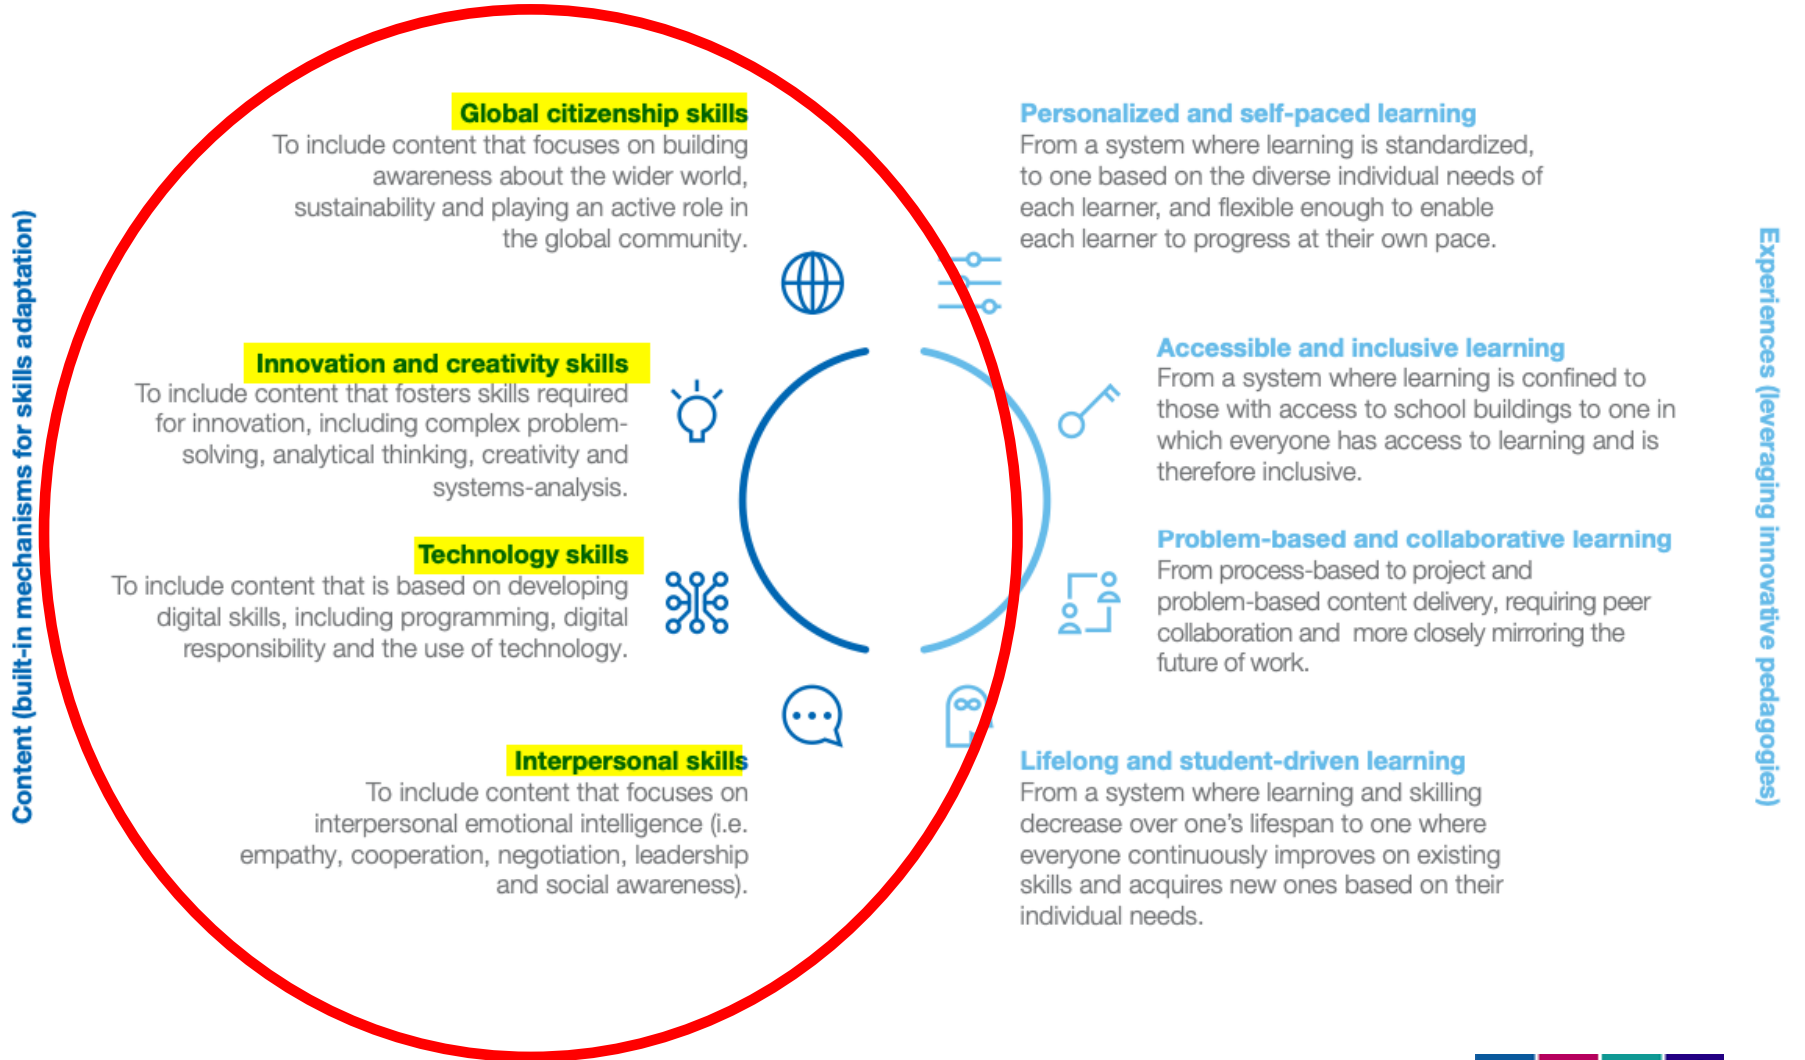 Content (built-in mechanisms for skills adaptation)
Global citizenship skills
To include content that focuses on building
awareness about the wider world,
sustainability and playing an active role in
the global community.
Innovation and creativity skills
To include content that fosters skills required
for innovation, including complex problem-
solving, analytical thinking, creativity and
systems-analysis.
Technology skills
To include content that is based on developing
digital skills, including programming, digital
responsibility and the use of technology.
Interpersonal skills
To include content that focuses on
interpersonal emotional intelligence (i.e.
empathy, cooperation, negotiation, leadership
and social awareness).
Personalized and self-paced learning
From a system where learning is standardized,
to one based on the diverse individual needs of
each learner, and flexible enough to enable
each learner to progress at their own pace.
Accessible and inclusive learning
From a system where learning is confined to
those with access to school buildings to one in
which everyone has access to learning and is
therefore inclusive.
Problem-based and collaborative learning
From process-based to project and
problem-based content delivery, requiring peer
collaboration and more closely mirroring the
future of work.
Lifelong and student-driven learning
From a system where learning and skilling
decrease over one's lifespan to one where
everyone continuously improves on existing
skills and acquires new ones based on their
individual needs.
Experiences (leveraging innovative pedagogies)